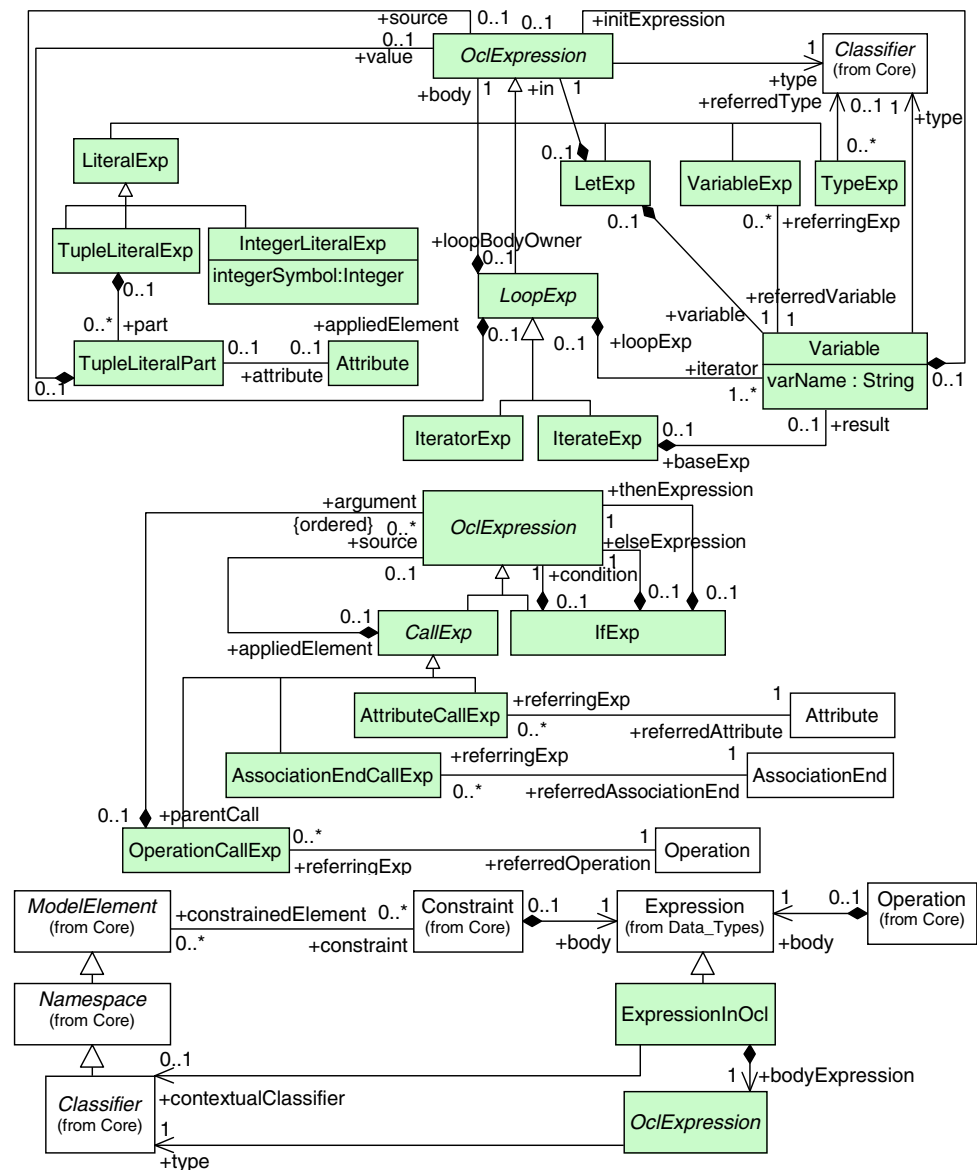 +source
0..1
0..1
+initExpression
0..1
+value
OclExpression
1
Classifier
(from Core)
+type
+body
1
+in
1
+referredType
0..1
1
+type
LiteralExp
0..1
LetExp
VariableExp
0..*
TypeExp
0..1
0..*
+referringExp
TupleLiteralExp
IntegerLiteralExp
integerSymbol:Integer
+loopBodyOwner
0..1
0..1
LoopExp
+referredVariable
0..*
+part
+appliedElement
0..1
0..1
+loopExp
+variable
1
1
TupleLiteralPart
0..1
0..1
+attribute
Attribute
Variable
varName : String
+iterator
1..*
0..1
0..1
IteratorExp
IterateExp
0..1
+baseExp
0..1
+result
+argument
{ordered}
0..*
OclExpression
+thenExpression
1
+source
0..1
+elseExpression
1
1
+condition
0..1
0..1
0..1
0..1
+appliedElement
CallExp
IfExp
AttributeCallExp
+referringExp
0..*
1
+referredAttribute
Attribute
AssociationEndCallExp
+referringExp
0..*
1
+referredAssociationEnd
AssociationEnd
0..1
+parentCall
OperationCallExp
0..*
+referringExp
1
+referredOperation
Operation
ModelElement
(from Core)
+constrainedElement
0..*
0..*
+constraint
Constraint
(from Core)
0..1
1
+body
Expression
(from Data_Types)
1
+body
0..1
Operation
(from Core)
Namespace
(from Core)
ExpressionInOcl
0..1
+contextualClassifier
1
+bodyExpression
Classifier
(from Core)
OclExpression
1
+type